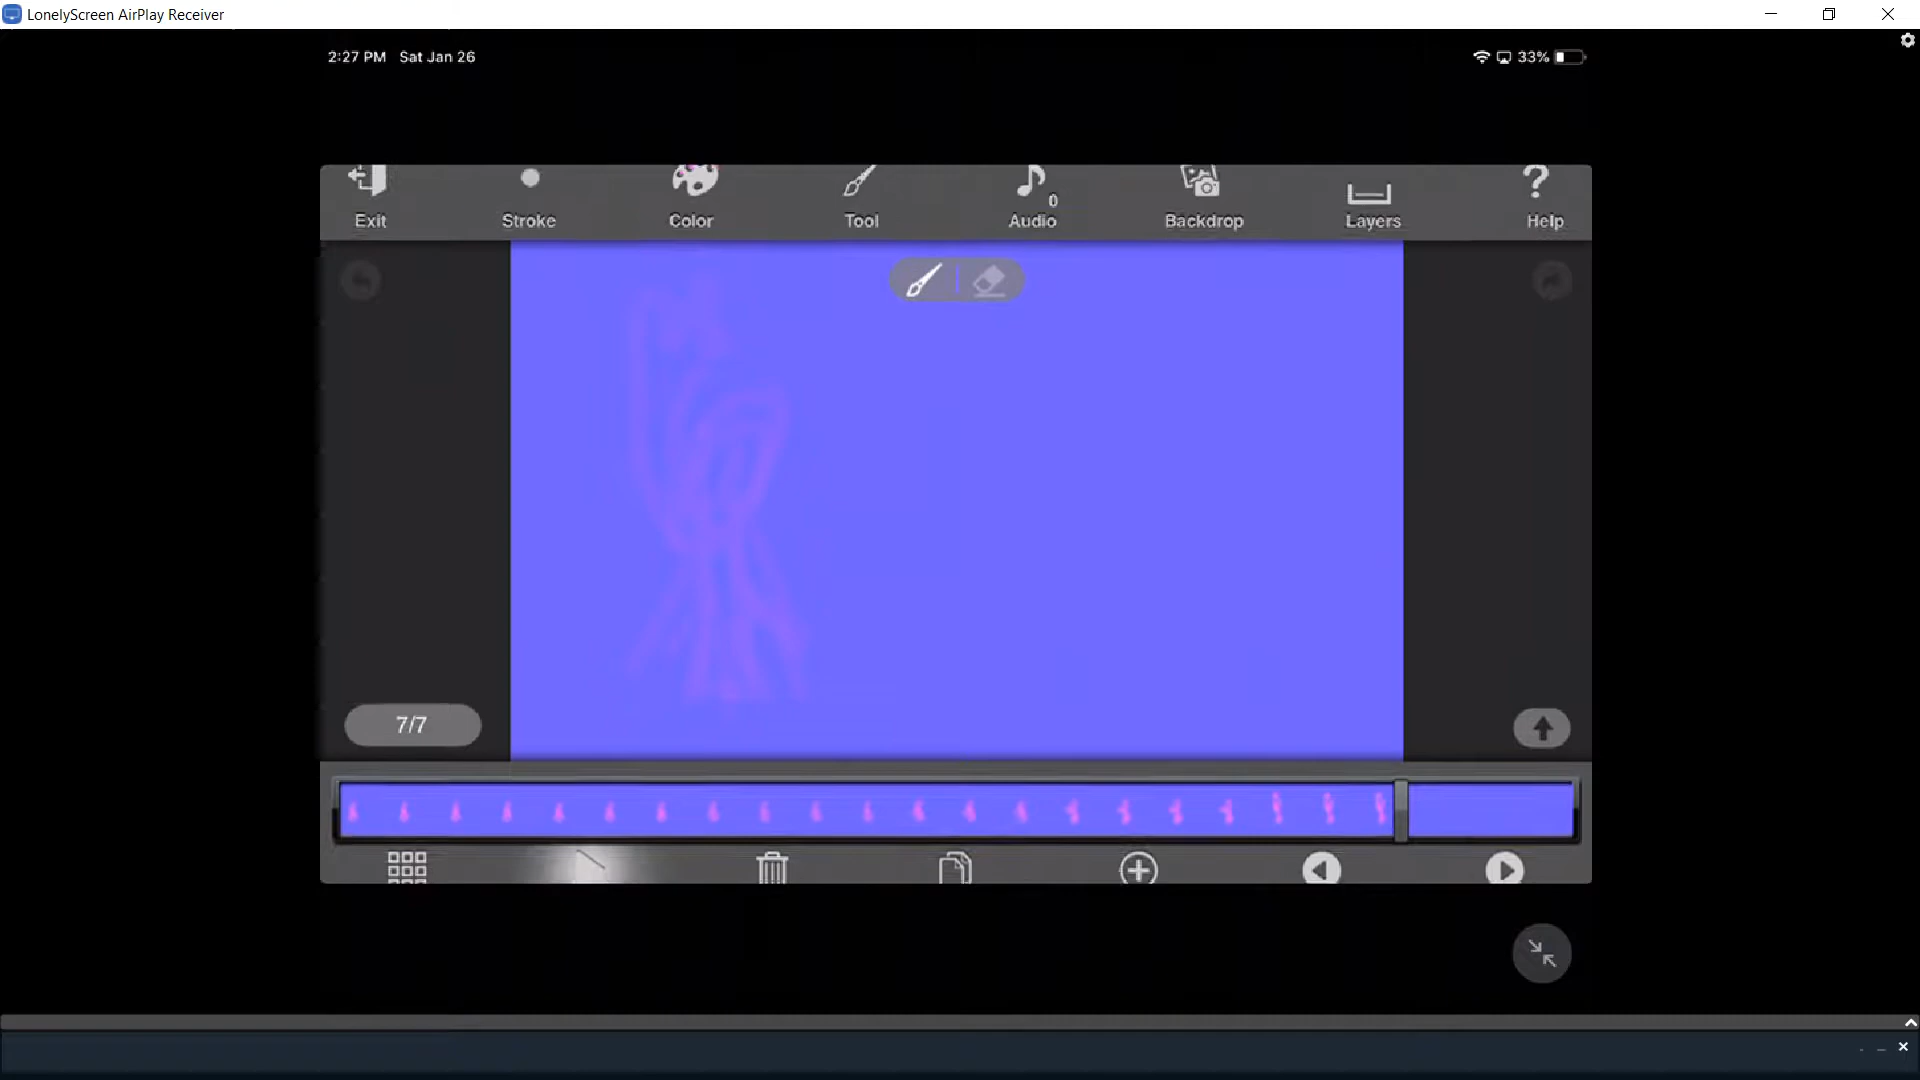 LonelyScreen AirPlay Receiver
2:27 PM Sat Jan 26
33%
0
Exit Stroke Color Tool Audio Backdrop Layers Help
7/7